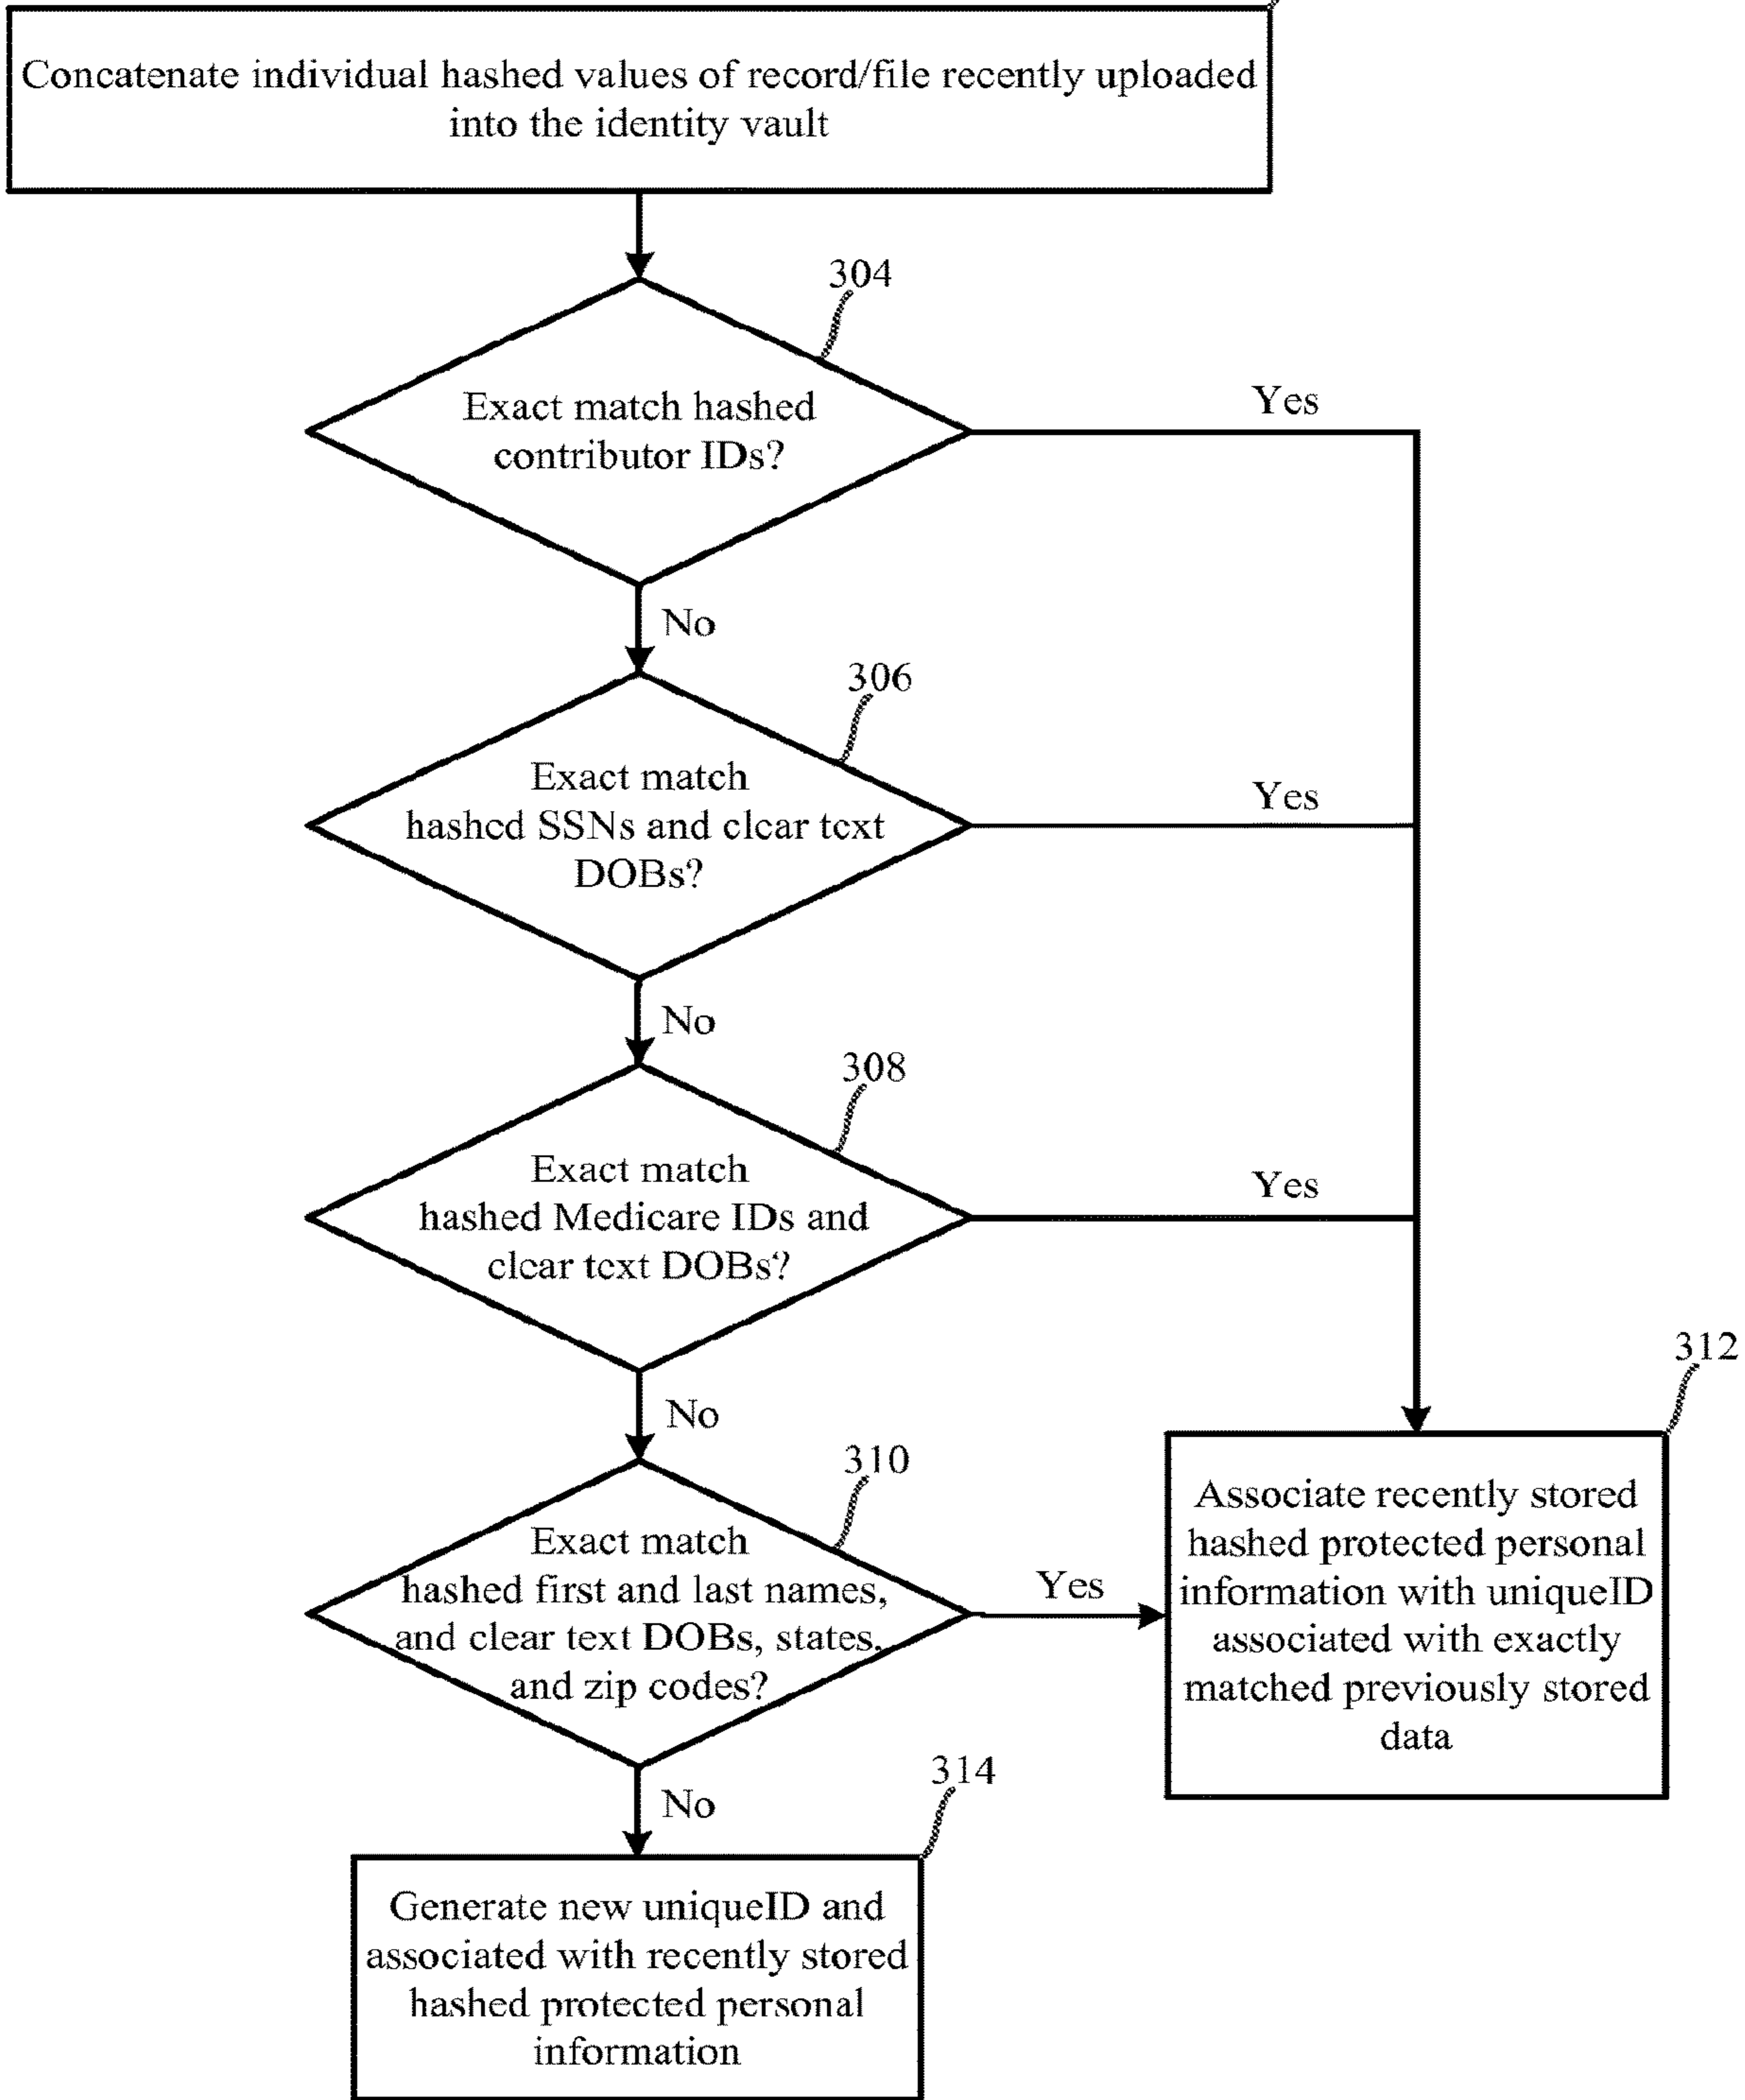 Concatenate individual hashed values of record/file recently uploaded
into the identity vault
304
Exact match hashed
contributor IDs?
Yes
No
306
Exact match
hashed SSNs and clear text
DOBs?
Yes
No
308
Exact match
hashed Medicare IDs and
clear text DOBs?
Yes
No
310
Exact match
hashed first and last names,
and clear text DOBs, states,
and zip codes?
Yes
312
Associate recently stored
hashed protected personal
information with uniqueID
associated with exactly
matched previously stored
data
No
314
Generate new uniqueID and
associated with recently stored
hashed protected personal
information